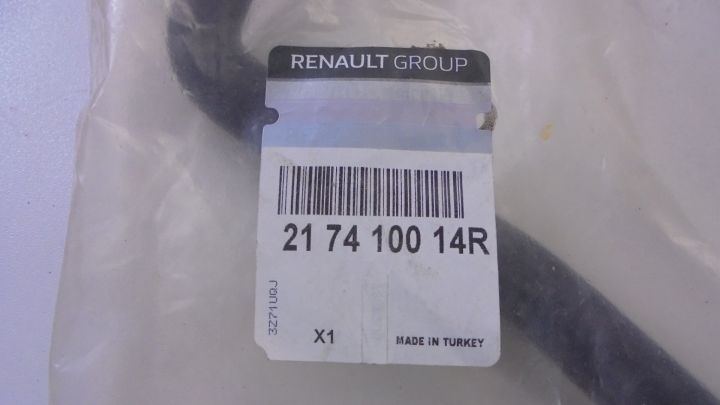 RENAULT GROUP
21 74 100 14R
3Z71U0J
X1
MADE IN TURKEY